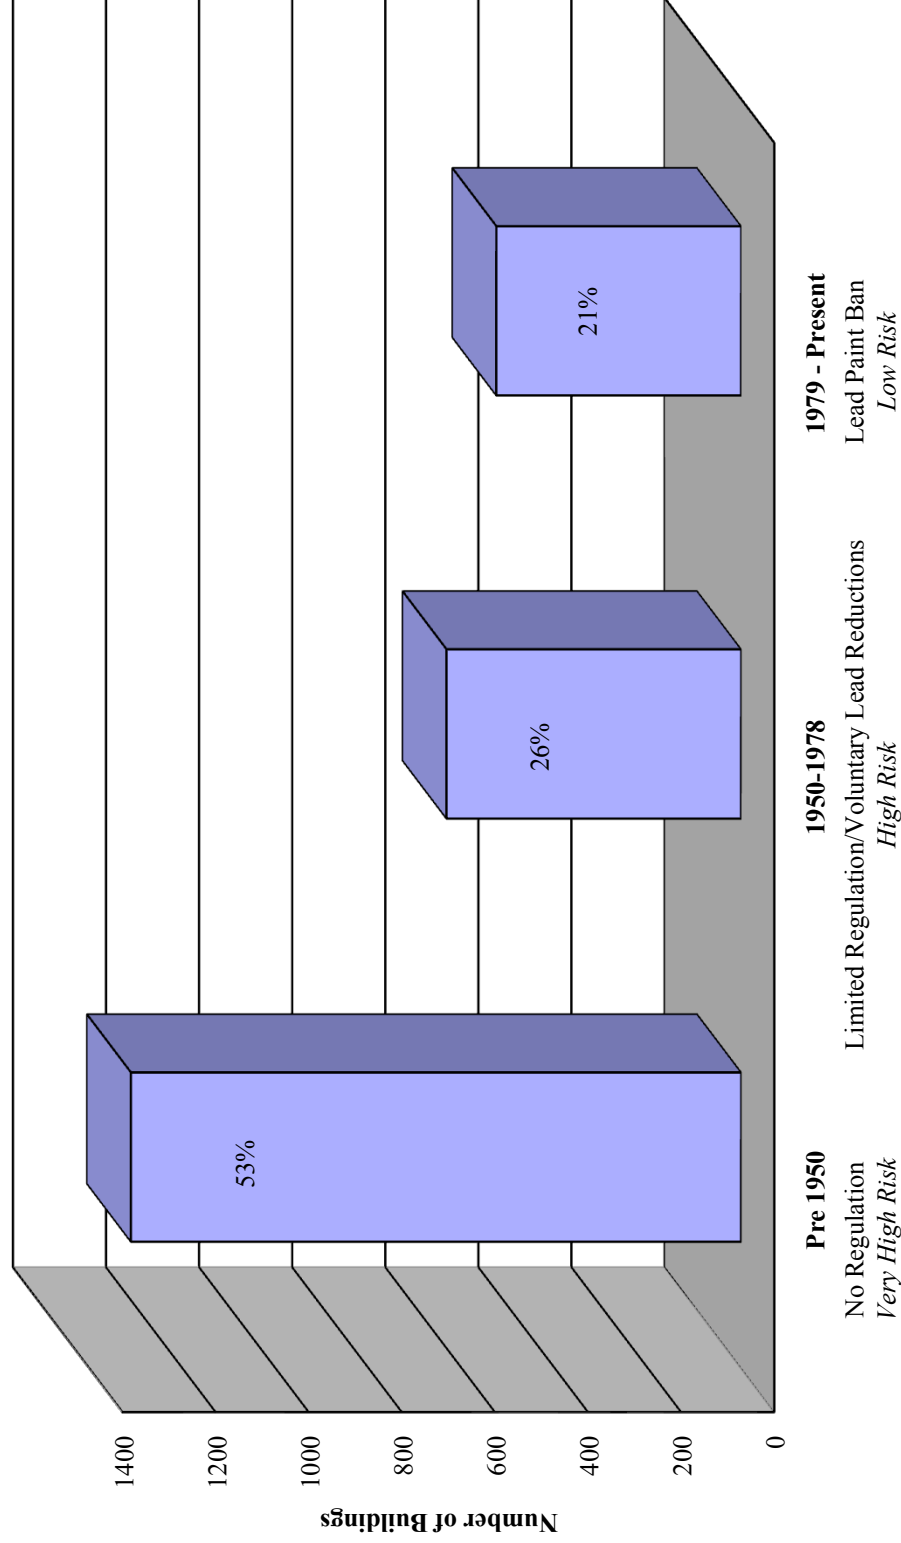 Number of Buildings
1400
1200
1000
800
600
400
200
0
53%
26%
21%
Pre 1950
No Regulation
Very High Risk
1950-1978
Limited Regulation/Voluntary Lead Reductions
High Risk
1979 - Present
Lead Paint Ban
Low Risk